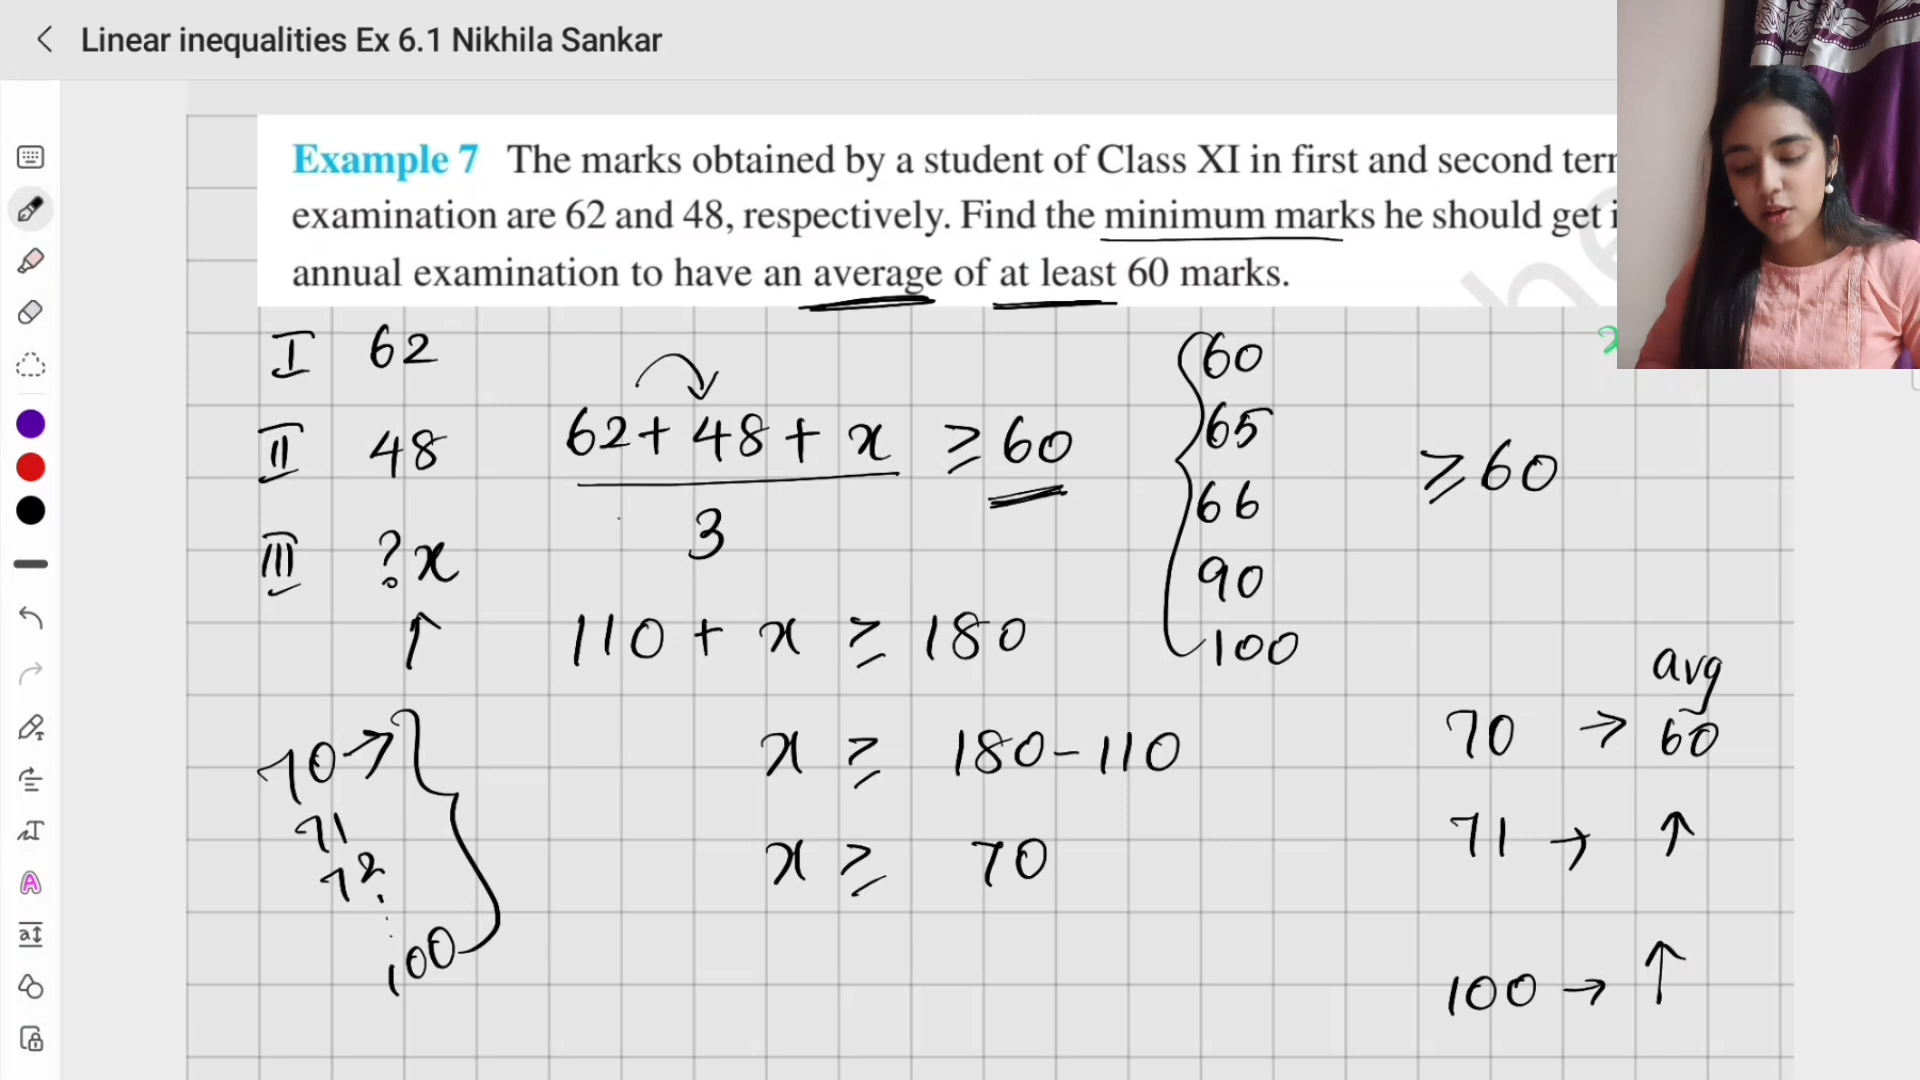 Linear inequalities Ex 6.1 Nikhila Sankar
Example 7 The marks obtained by a student of Class XI in first and second
examination are 62 and 48, respectively. Find the minimum marks he should get
annual examination to have an average of at least 60 marks.
I 62
II 48
III ? x
↑
70 →
71
72
100
62 + 48 + x ≥ 60
3
110 + x ≥ 180
x ≥ 180 - 110
x ≥ 70
60
65
66
90
100
≥ 60
avg
70 → 60
71 → ↑
100 → ↑